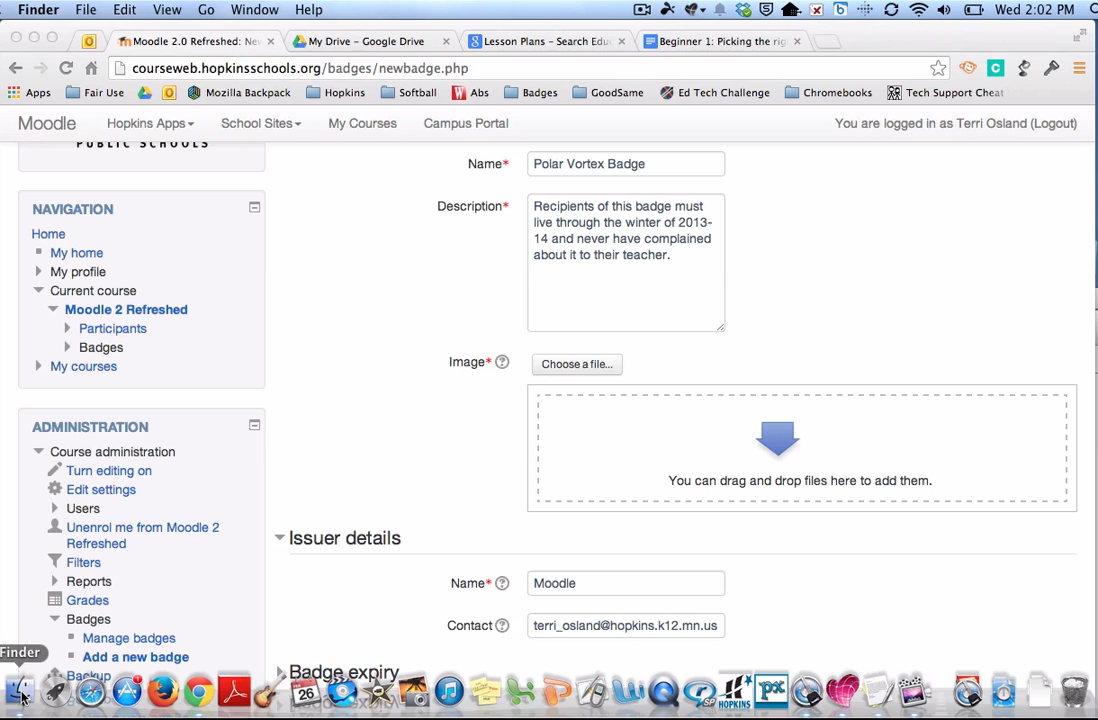 Finder File Edit View Go Window Help Wed 2:02 PM
Moodle 2.0 Refreshed: Nev My Drive - Google Drive Lesson Plans - Search Edu Beginner 1: Picking the rig
courseweb.hopkinsschools.org/badges/newbadge.php
Apps Fair Use Mozilla Backpack Hopkins Softball Abs Badges GoodSame Ed Tech Challenge Chromebooks Tech Support Cheat
Moodle Hopkins Apps School Sites My Courses Campus Portal You are logged in as Terri Osland (Logout)
PUBLIC SCHOOLS
Name* Polar Vortex Badge
Description* Recipients of this badge must
live through the winter of 2013-
14 and never have complained
about it to their teacher.
NAVIGATION
Home
My home
My profile
Current course
Moodle 2 Refreshed
Participants
Badges
My courses
Image* Choose a file...
You can drag and drop files here to add them.
ADMINISTRATION
Course administration
Turn editing on
Edit settings
Users
Unenrol me from Moodle 2
Refreshed
Filters
Reports
Grades
Badges
Manage badges
Add a new badge
Backup
Issuer details
Name* Moodle
Contact terri_osland@hopkins.k12.mn.us
Badge expiry
Finder
26
HOPKINS
px